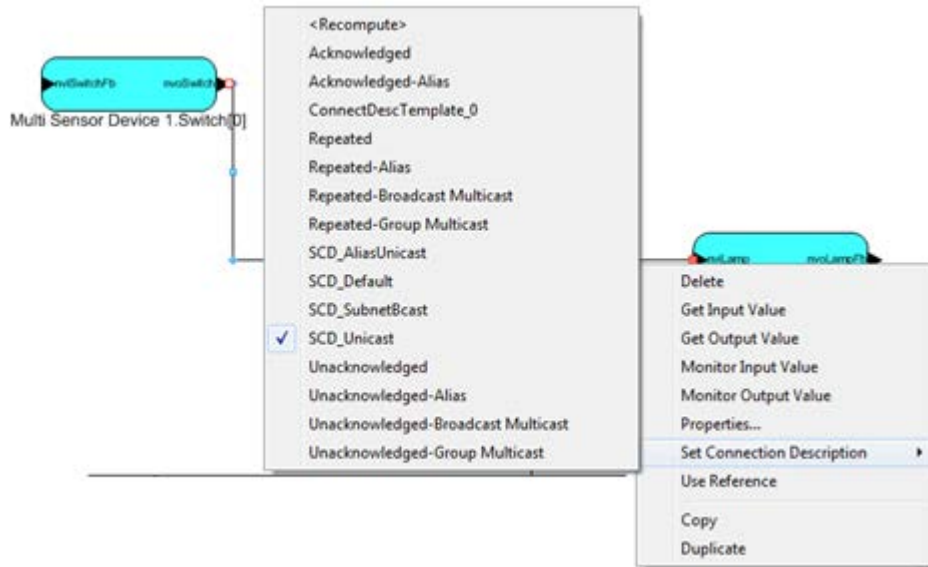 nviSwitchFb nvoSwitch
Multi Sensor Device 1.Switch[0]
<Recompute>
Acknowledged
Acknowledged-Alias
ConnectDescTemplate_0
Repeated
Repeated-Alias
Repeated-Broadcast Multicast
Repeated-Group Multicast
SCD_AliasUnicast
SCD_Default
SCD_SubnetBcast
SCD_Unicast
Unacknowledged
Unacknowledged-Alias
Unacknowledged-Broadcast Multicast
Unacknowledged-Group Multicast
nviLamp nvoLampFb
Delete
Get Input Value
Get Output Value
Monitor Input Value
Monitor Output Value
Properties...
Set Connection Description
Use Reference
Copy
Duplicate